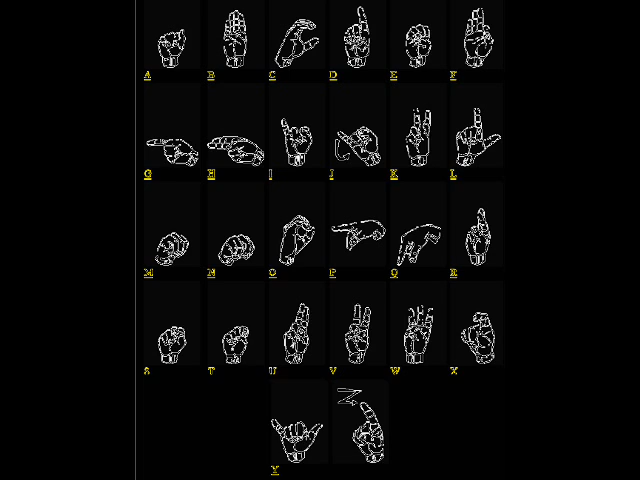 A B C D E F
G H I J K L
M N O P Q R
S T U V W X
Y